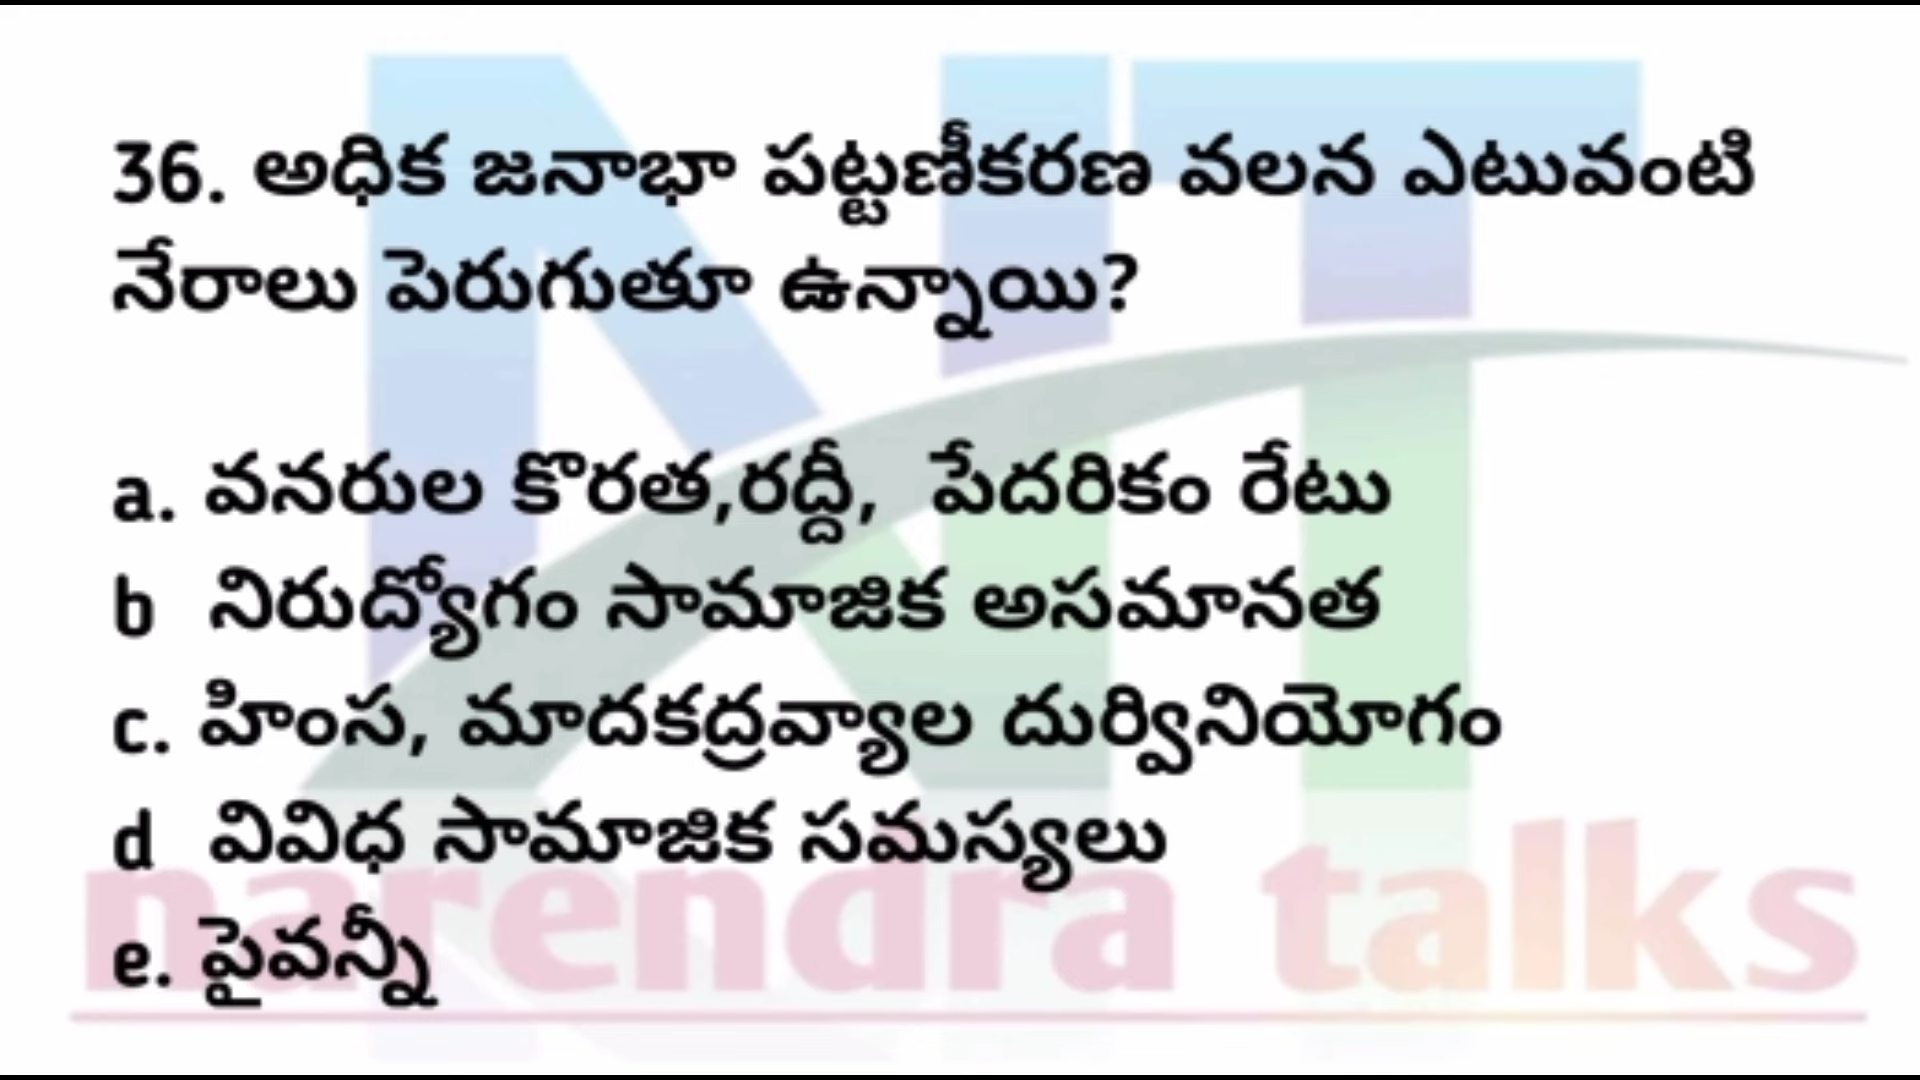 36. అధిక జనాభా పట్టణీకరణ వలన ఎటువంటి
నేరాలు పెరుగుతూ ఉన్నాయి?
a. వనరుల కొరత,రద్దీ, పేదరికం రేటు
b నిరుద్యోగం సామాజిక అసమానత
c. హింస, మాదకద్రవ్యాల దుర్వినియోగం
d వివిధ సామాజిక సమస్యలు
e. పైవన్నీ
NT
narendra talks